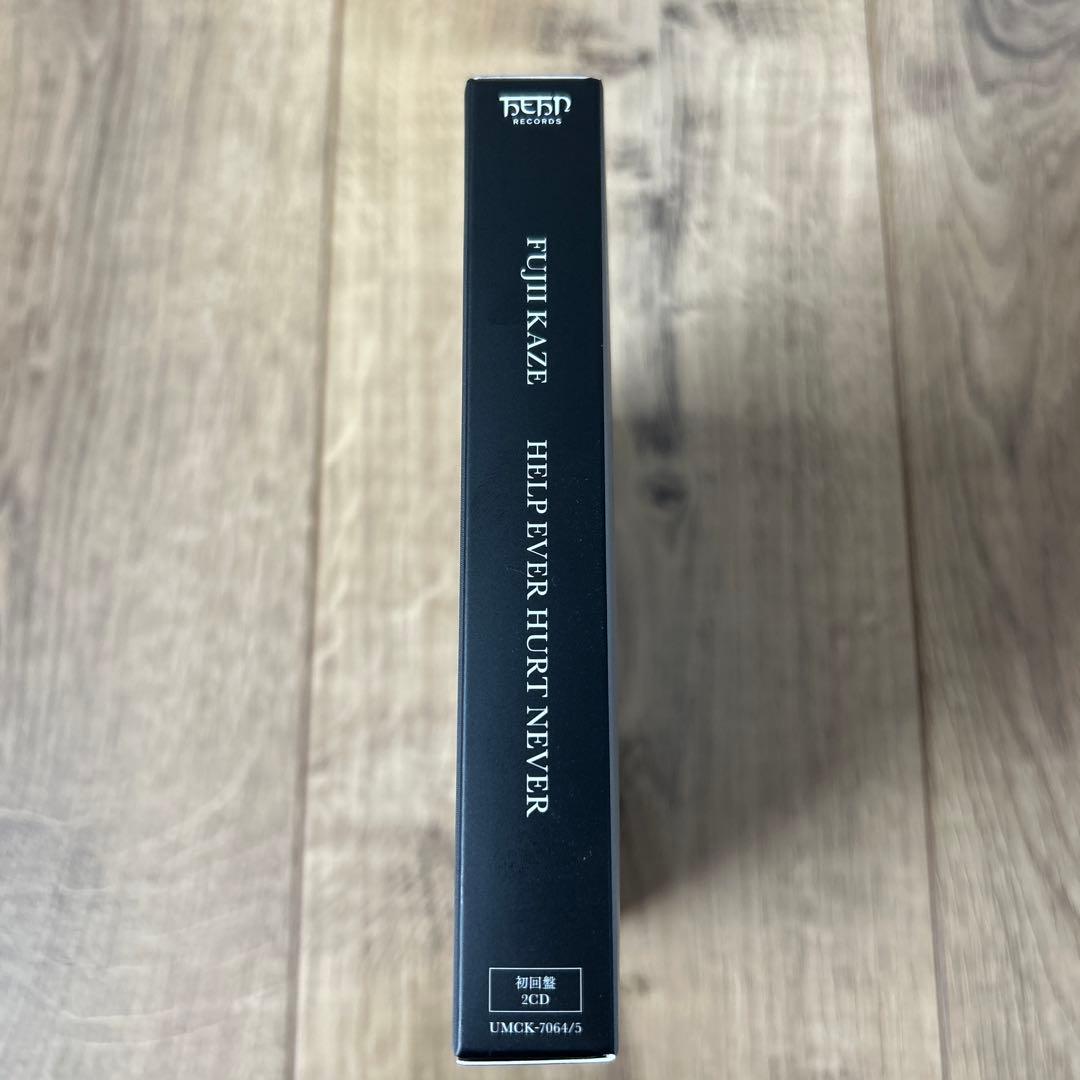 HEHN
RECORDS
FUJII KAZE HELP EVER HURT NEVER
初回盤
2CD
UMCK-7064/5